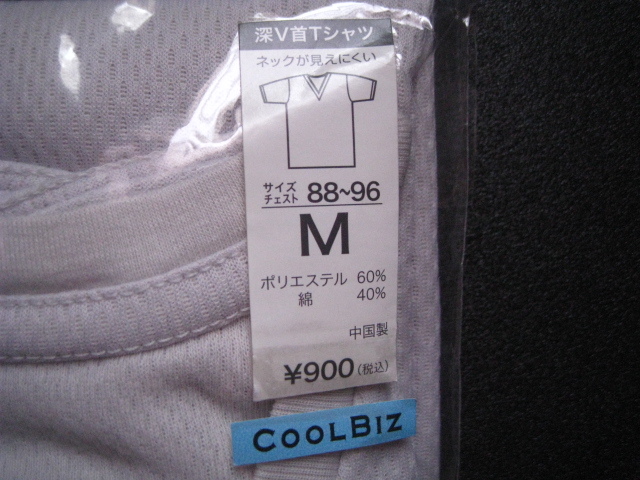 深V首Tシャツ
ネックが見えにくい
サイズ
チェスト 88~96
M
ポリエステル 60%
綿 40%
中国製
¥900(税込)
COOLBIZ